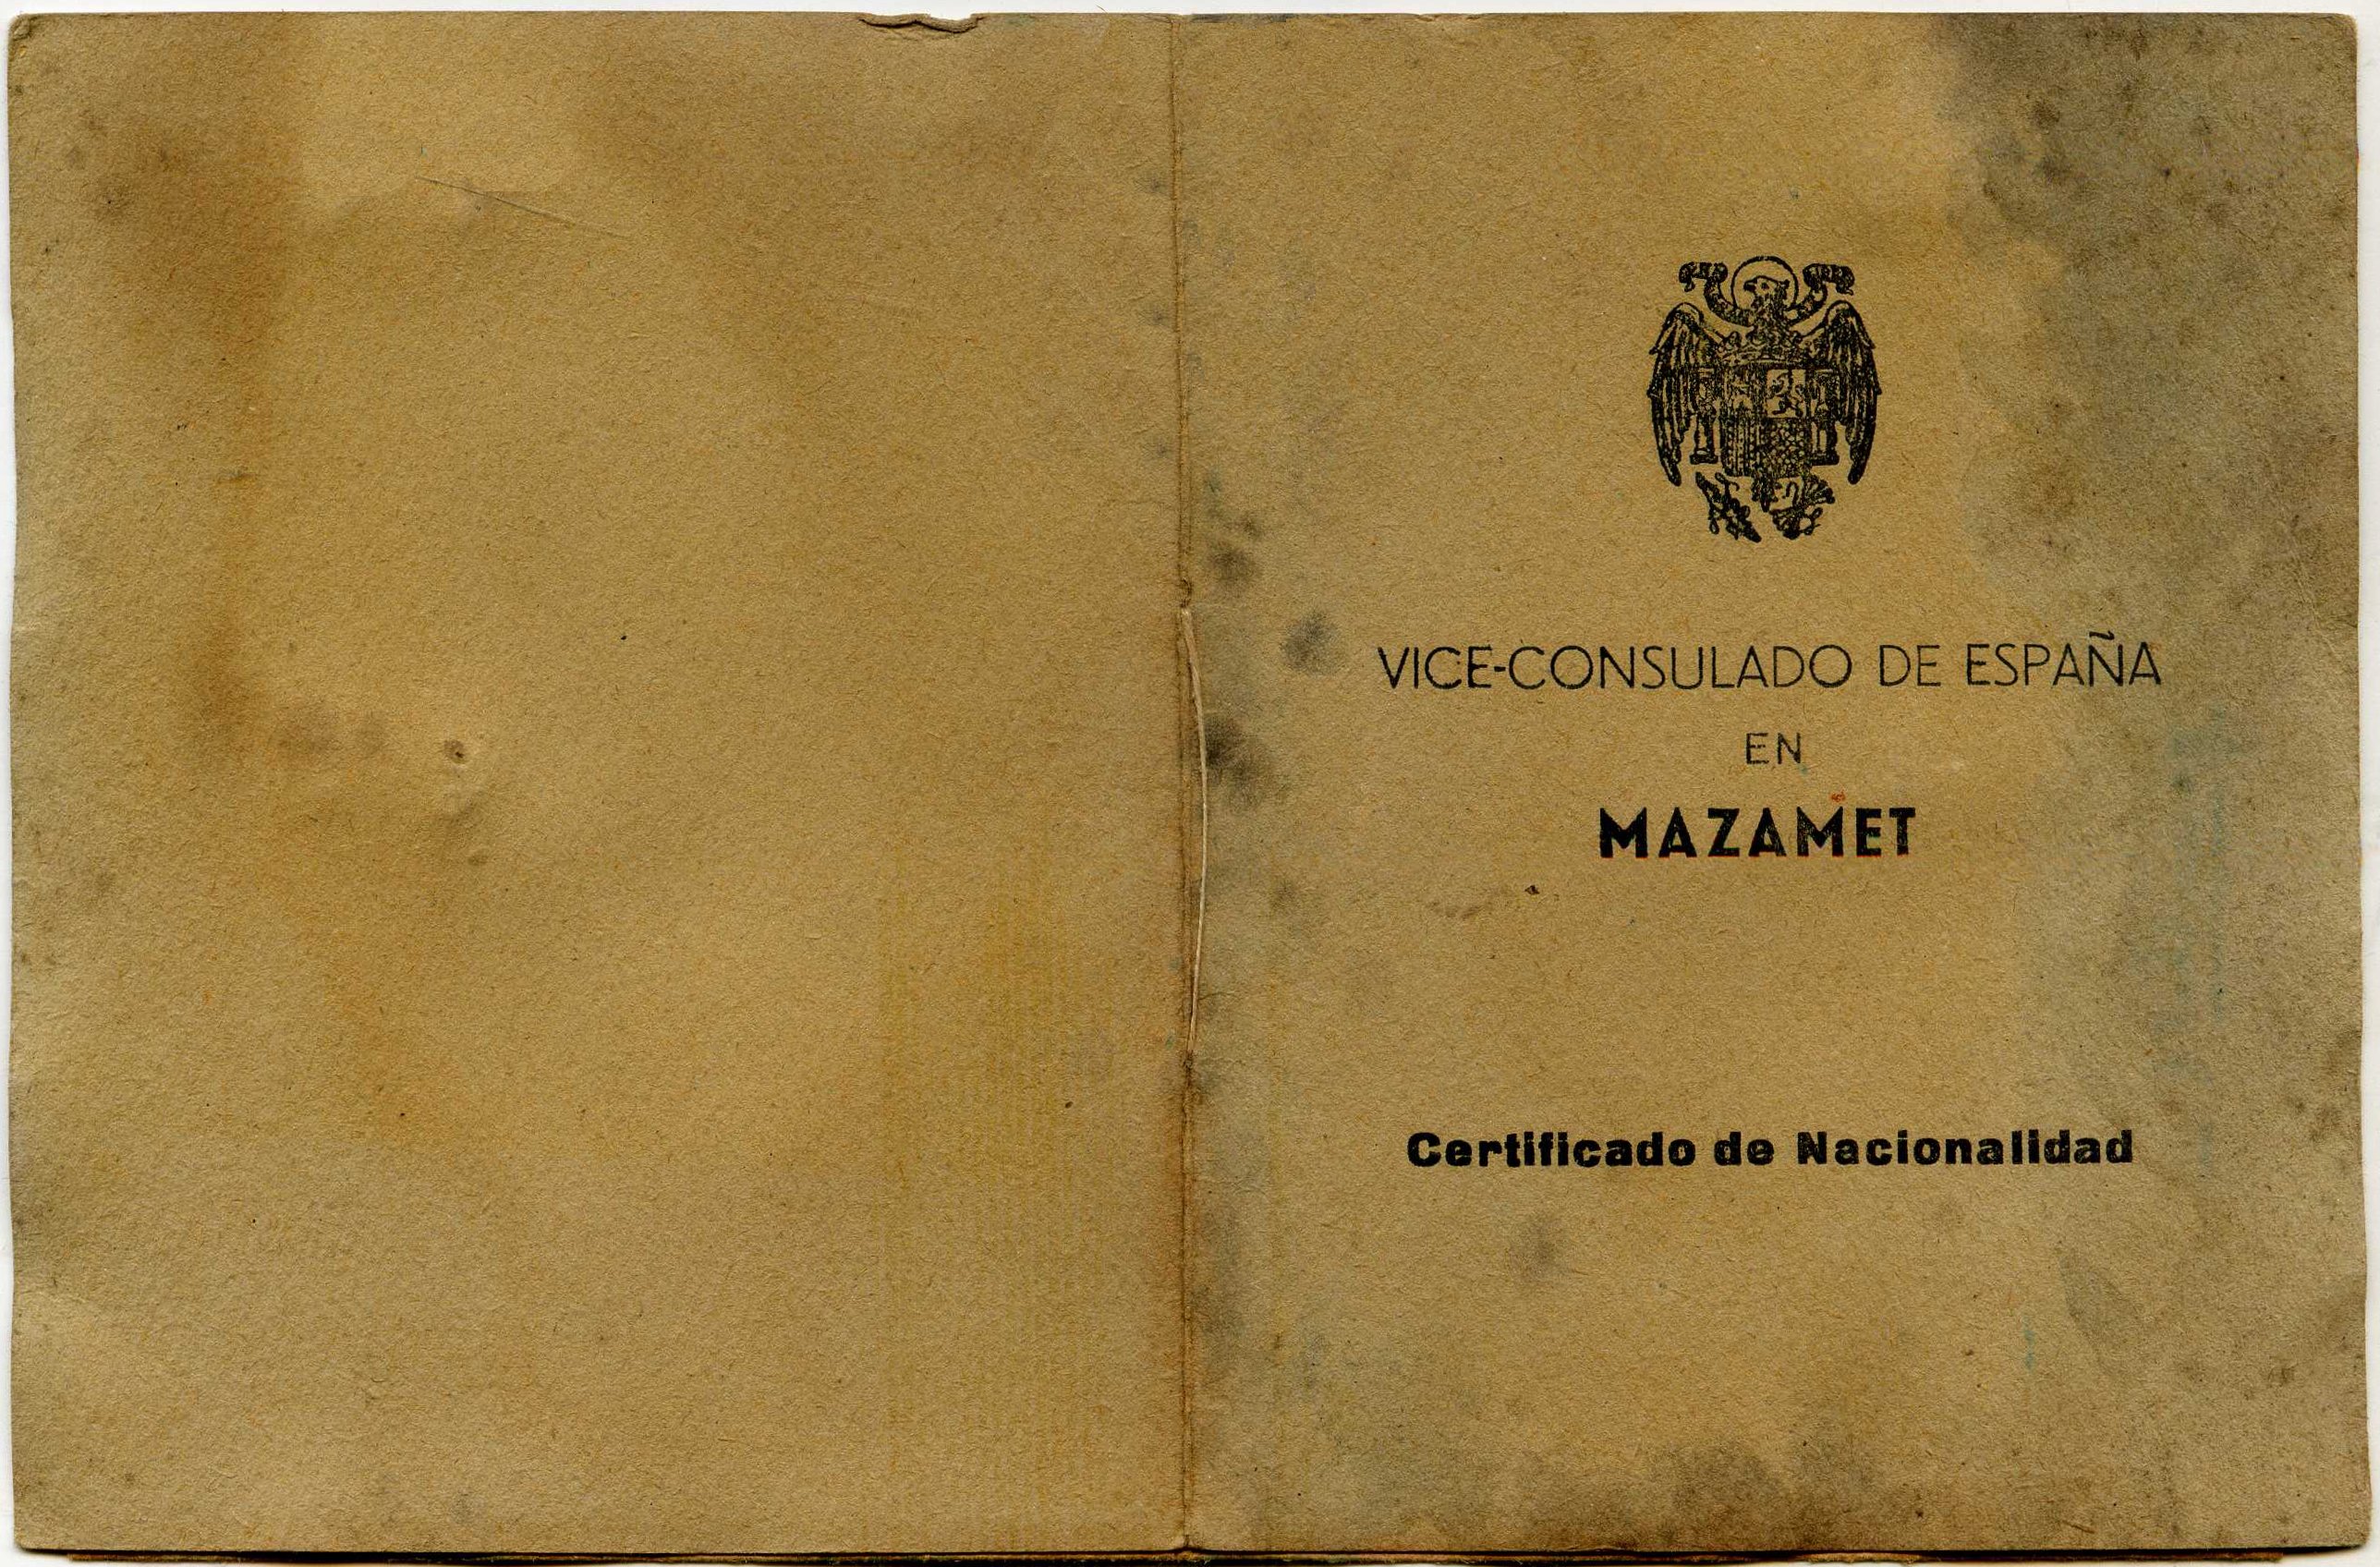 VICE-CONSULADO DE ESPAÑA
EN
MAZAMET
Certificado de Nacionalidad